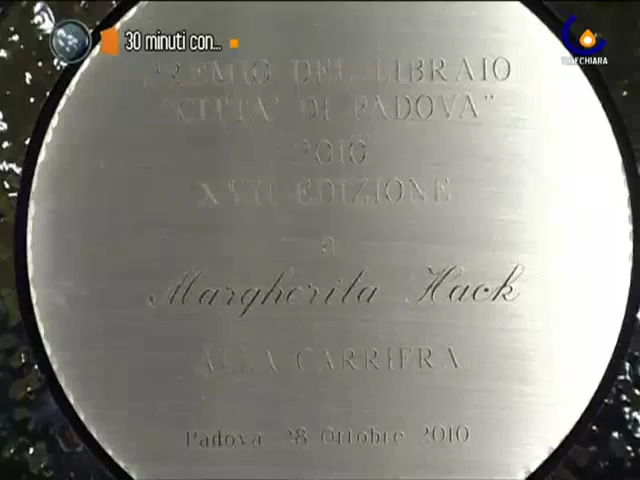 30 minuti con...
TELECHIARA
PREMIO DEL LIBRAIO
"CITTA' DI PADOVA"
2010
XVII EDIZIONE
a
Margherita Hack
ALLA CARRIERA
Padova 28 Ottobre 2010